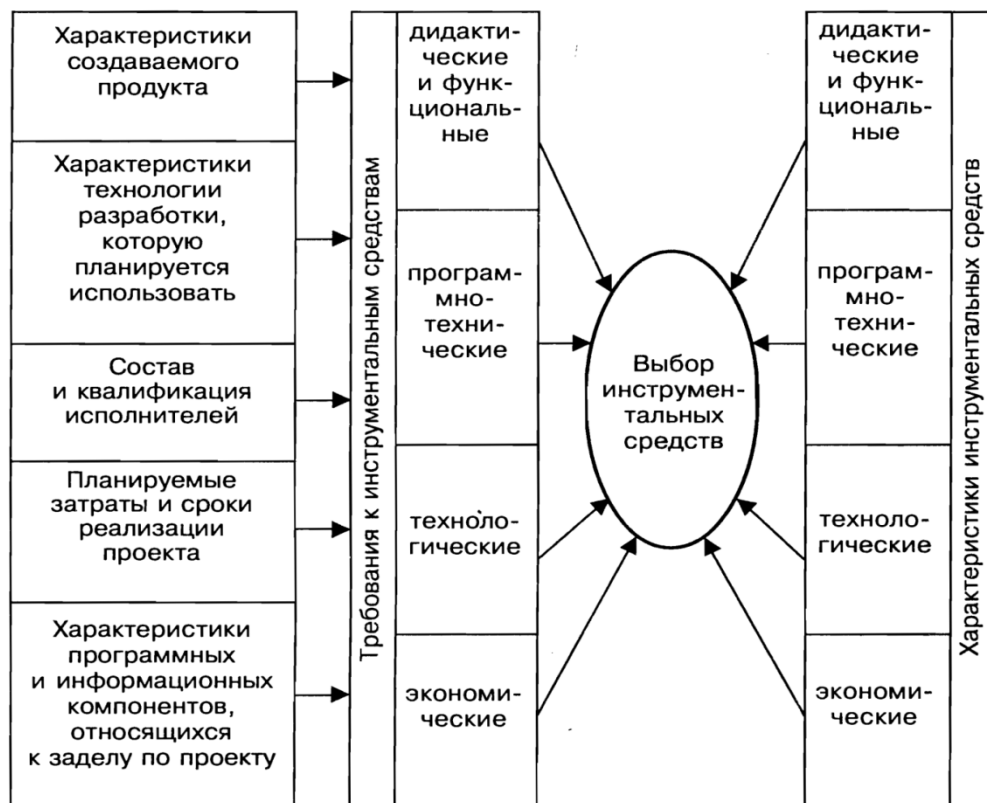 Характеристики
создаваемого
продукта
Характеристики
технологии
разработки,
которую
планируется
использовать
Состав
и квалификация
исполнителей
Планируемые
затраты и сроки
реализации
проекта
Характеристики
программных
и информационных
компонентов,
относящихся
к заделу по проекту
Требования к инструментальным средствам
дидакти-
ческие
и функ-
циональ-
ные
програм-
мно-
техни-
ческие
техноло-
гические
экономи-
ческие
Выбор
инструмен-
тальных
средств
дидакти-
ческие
и функ-
циональ-
ные
програм-
мно-
техни-
ческие
техноло-
гические
экономи-
ческие
Характеристики инструментальных средств